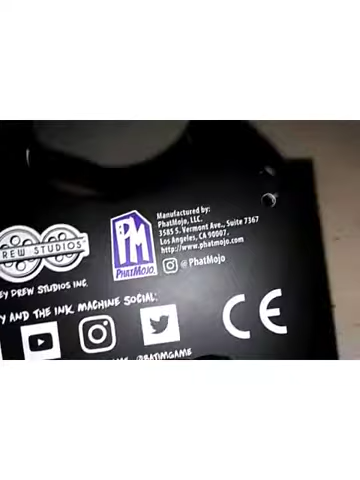 Manufactured by:
PhatMojo, LLC.
3585 S. Vermont Ave., Suite 7367
Los Angeles, CA 90007.
http://www.phatmojo.com
@PhatMojo
PM
PHATMOJO
REW STUDIOS
EY DREW STUDIOS INC.
Y AND THE INK MACHINE SOCIAL:
@BATIMGAME
CE